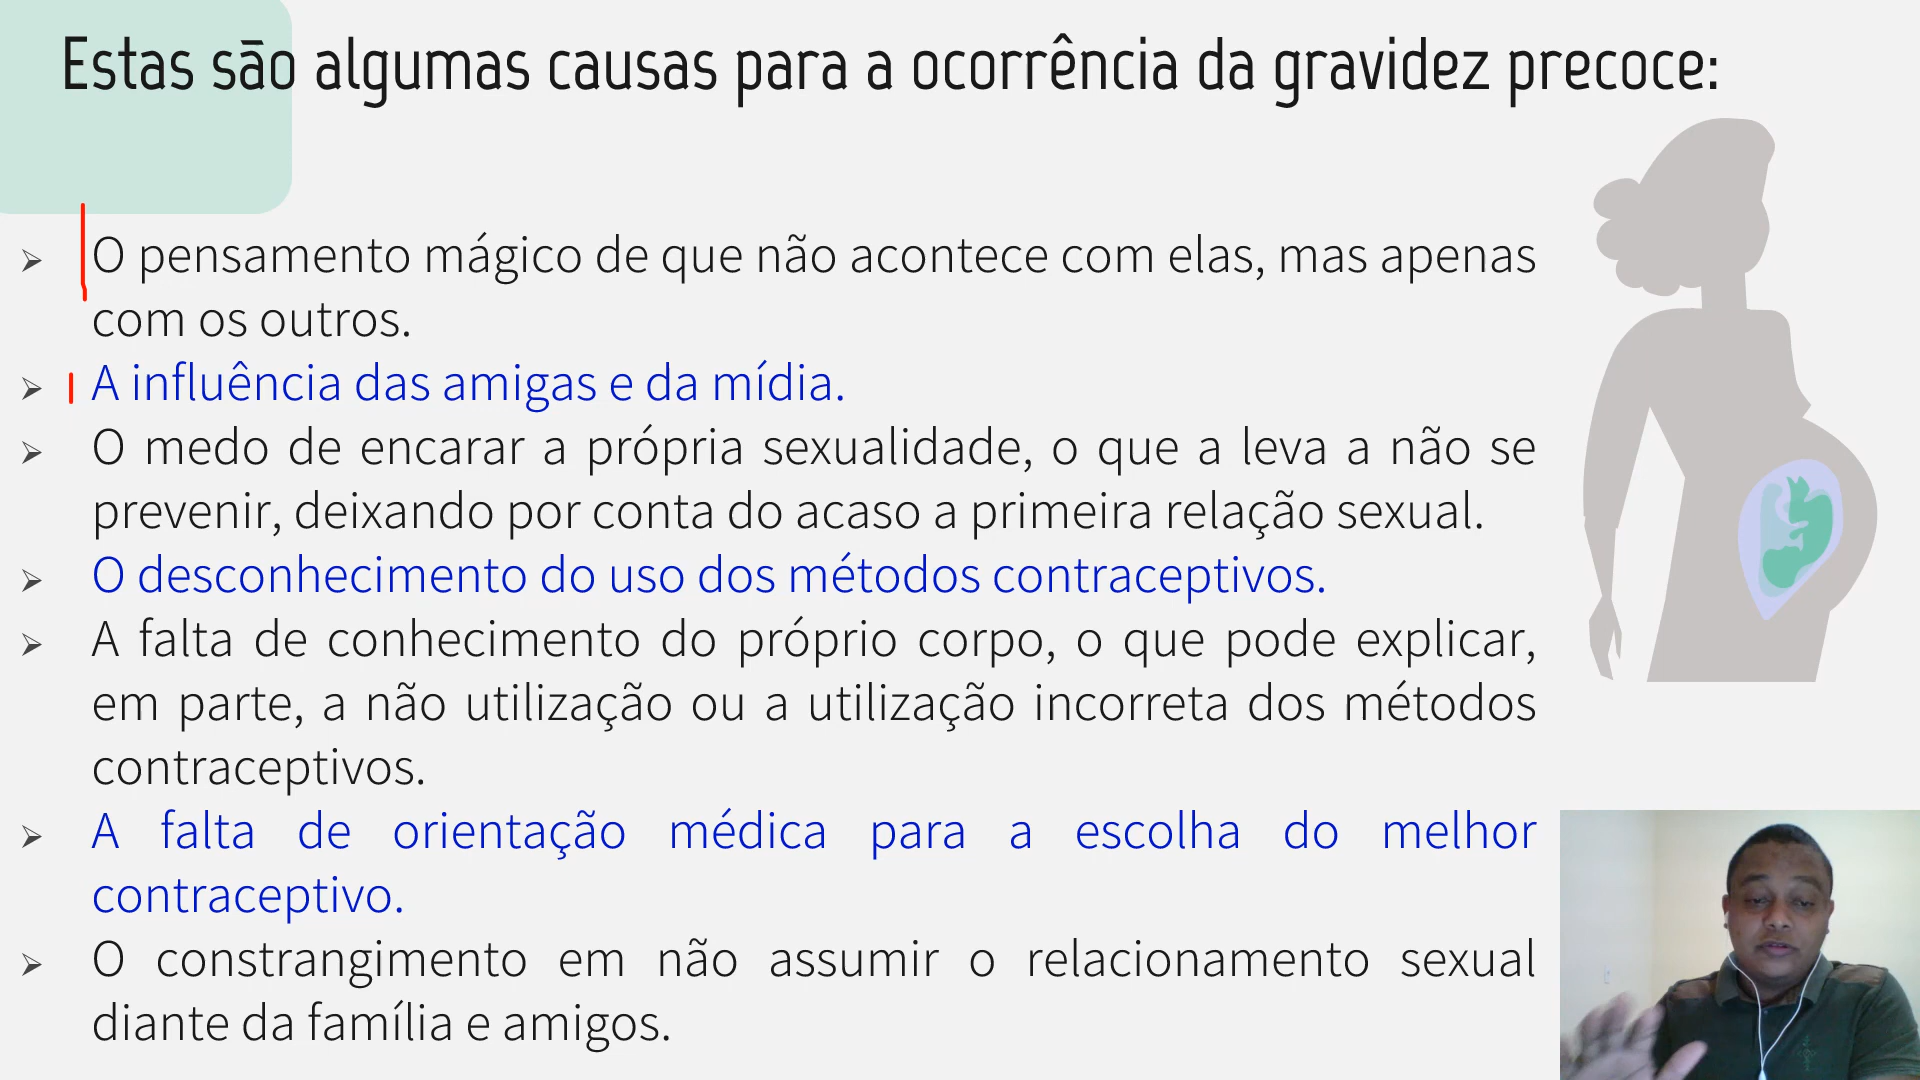 Estas são algumas causas para a ocorrência da gravidez precoce:
O pensamento mágico de que não acontece com elas, mas apenas
com os outros.
A influência das amigas e da mídia.
O medo de encarar a própria sexualidade, o que a leva a não se
prevenir, deixando por conta do acaso a primeira relação sexual.
O desconhecimento do uso dos métodos contraceptivos.
A falta de conhecimento do próprio corpo, o que pode explicar,
em parte, a não utilização ou a utilização incorreta dos métodos
contraceptivos.
A falta de orientação médica para a escolha do melhor
contraceptivo.
O constrangimento em não assumir o relacionamento sexual
diante da família e amigos.